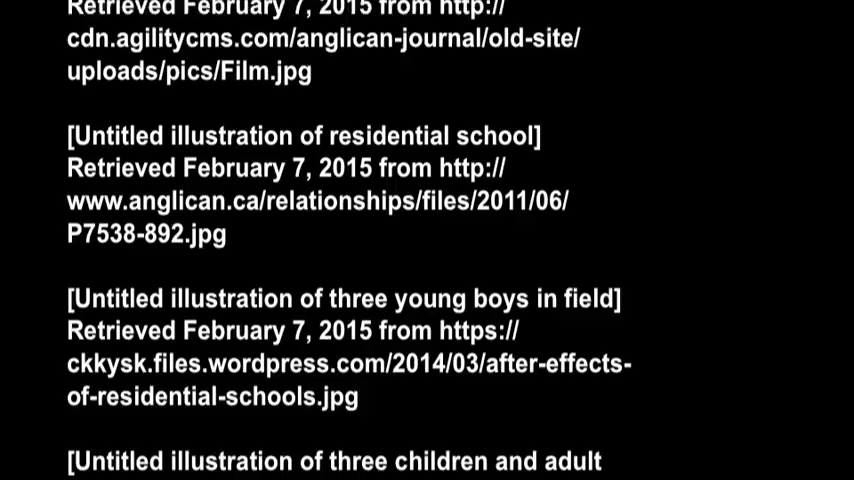 Retrieved February 7, 2015 from http://
cdn.agilitycms.com/anglican-journal/old-site/
uploads/pics/Film.jpg
[Untitled illustration of residential school]
Retrieved February 7, 2015 from http://
www.anglican.ca/relationships/files/2011/06/
P7538-892.jpg
[Untitled illustration of three young boys in field]
Retrieved February 7, 2015 from https://
ckkysk.files.wordpress.com/2014/03/after-effects-
of-residential-schools.jpg
[Untitled illustration of three children and adult